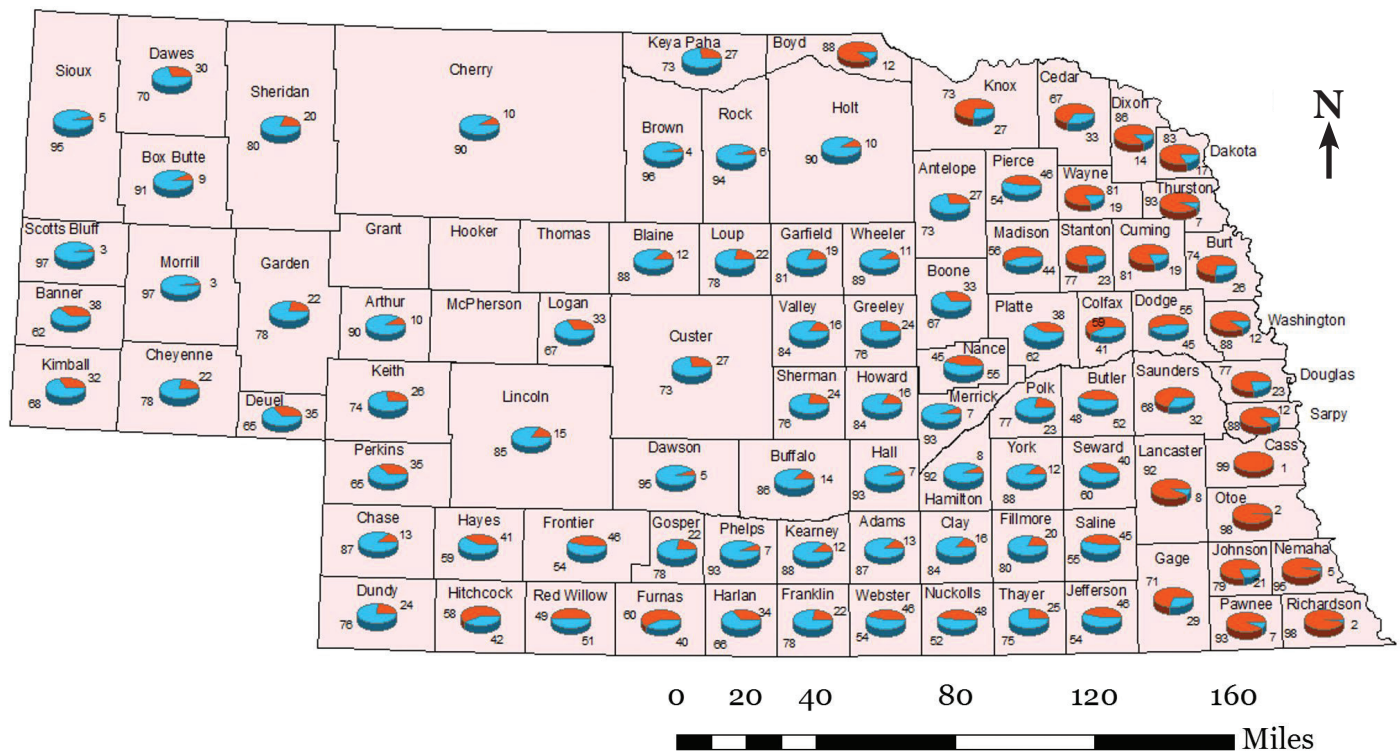 Sioux
5
95
Dawes
30
70
Box Butte
9
91
Sheridan
20
80
Cherry
10
90
Keya Paha
27
73
Boyd
88
12
Brown
4
96
Rock
6
94
Holt
10
90
Knox
73
27
Cedar
67
33
Dixon
86
14
83
Dakota
17
N
Antelope
27
73
Pierce
46
54
Wayne
81
19
Thurston
93
7
Scotts Bluff
3
97
Morrill
3
97
Garden
22
78
Grant
Hooker
Thomas
Blaine
12
88
Loup
22
78
Garfield
19
81
Wheeler
11
89
Boone
33
67
Madison
56
44
Stanton
77
23
Cuming
81
19
Burt
74
26
Banner
38
62
Arthur
10
90
McPherson
Logan
33
67
Custer
27
73
Valley
16
84
Greeley
24
76
Nance
45
55
Platte
38
62
Colfax
59
41
Dodge
55
45
Washington
88
12
Kimball
32
68
Cheyenne
22
78
Deuel
35
65
Keith
26
74
Lincoln
15
85
Sherman
24
76
Howard
16
84
Merrick
7
93
Polk
77
23
Butler
48
52
Saunders
68
32
Douglas
77
23
Sarpy
12
88
Perkins
35
65
Dawson
5
95
Buffalo
14
86
Hall
7
93
8
92
Hamilton
York
12
88
Seward
40
60
Lancaster
92
8
Cass
99
1
Otoe
2
98
Chase
13
87
Hayes
41
59
Frontier
46
54
Gosper
22
78
Phelps
7
93
Kearney
12
88
Adams
13
87
Clay
16
84
Fillmore
20
80
Saline
45
55
Gage
71
29
Johnson
79
21
Nemaha
5
95
Dundy
24
76
Hitchcock
58
42
Red Willow
49
51
Furnas
60
40
Harlan
34
66
Franklin
22
78
Webster
46
54
Nuckolls
48
52
Thayer
25
75
Jefferson
46
54
Pawnee
93
7
Richardson
98
2
0 20 40 80 120 160
Miles